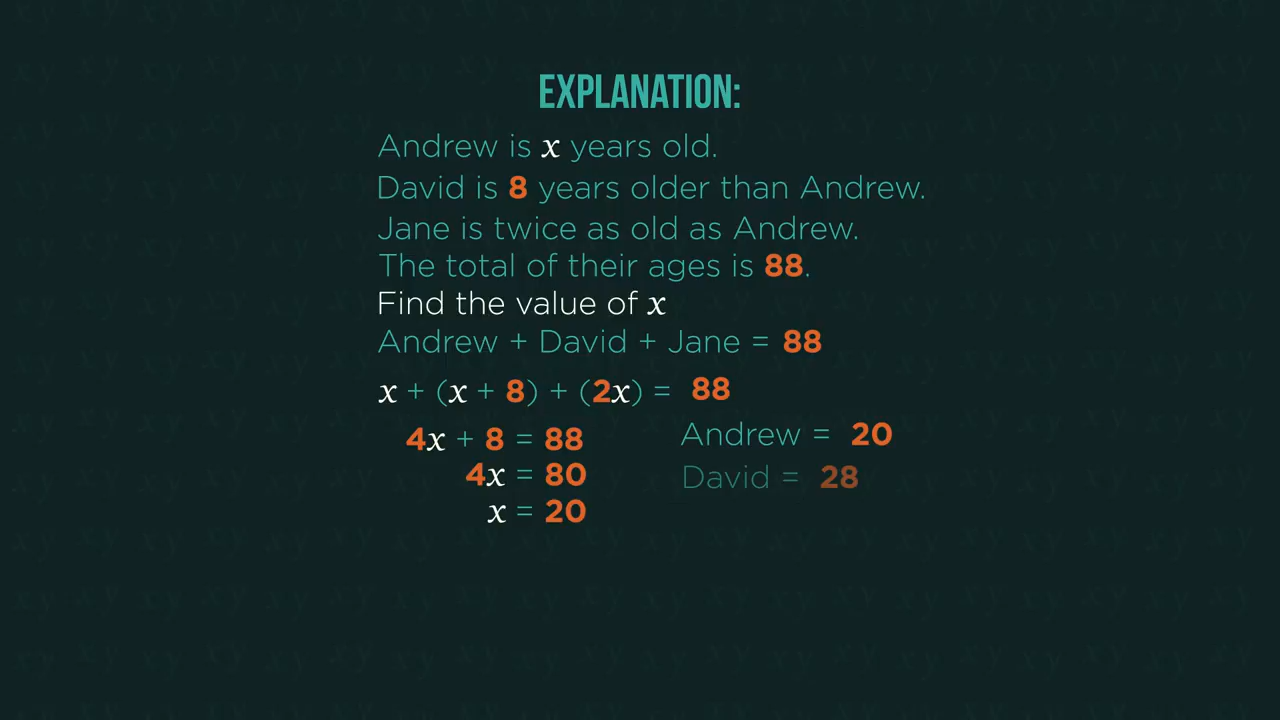 EXPLANATION:
Andrew is x years old.
David is 8 years older than Andrew.
Jane is twice as old as Andrew.
The total of their ages is 88.
Find the value of x
Andrew + David + Jane = 88
x + (x + 8) + (2x) = 88
4x + 8 = 88
4x = 80
x = 20
Andrew = 20
David = 28